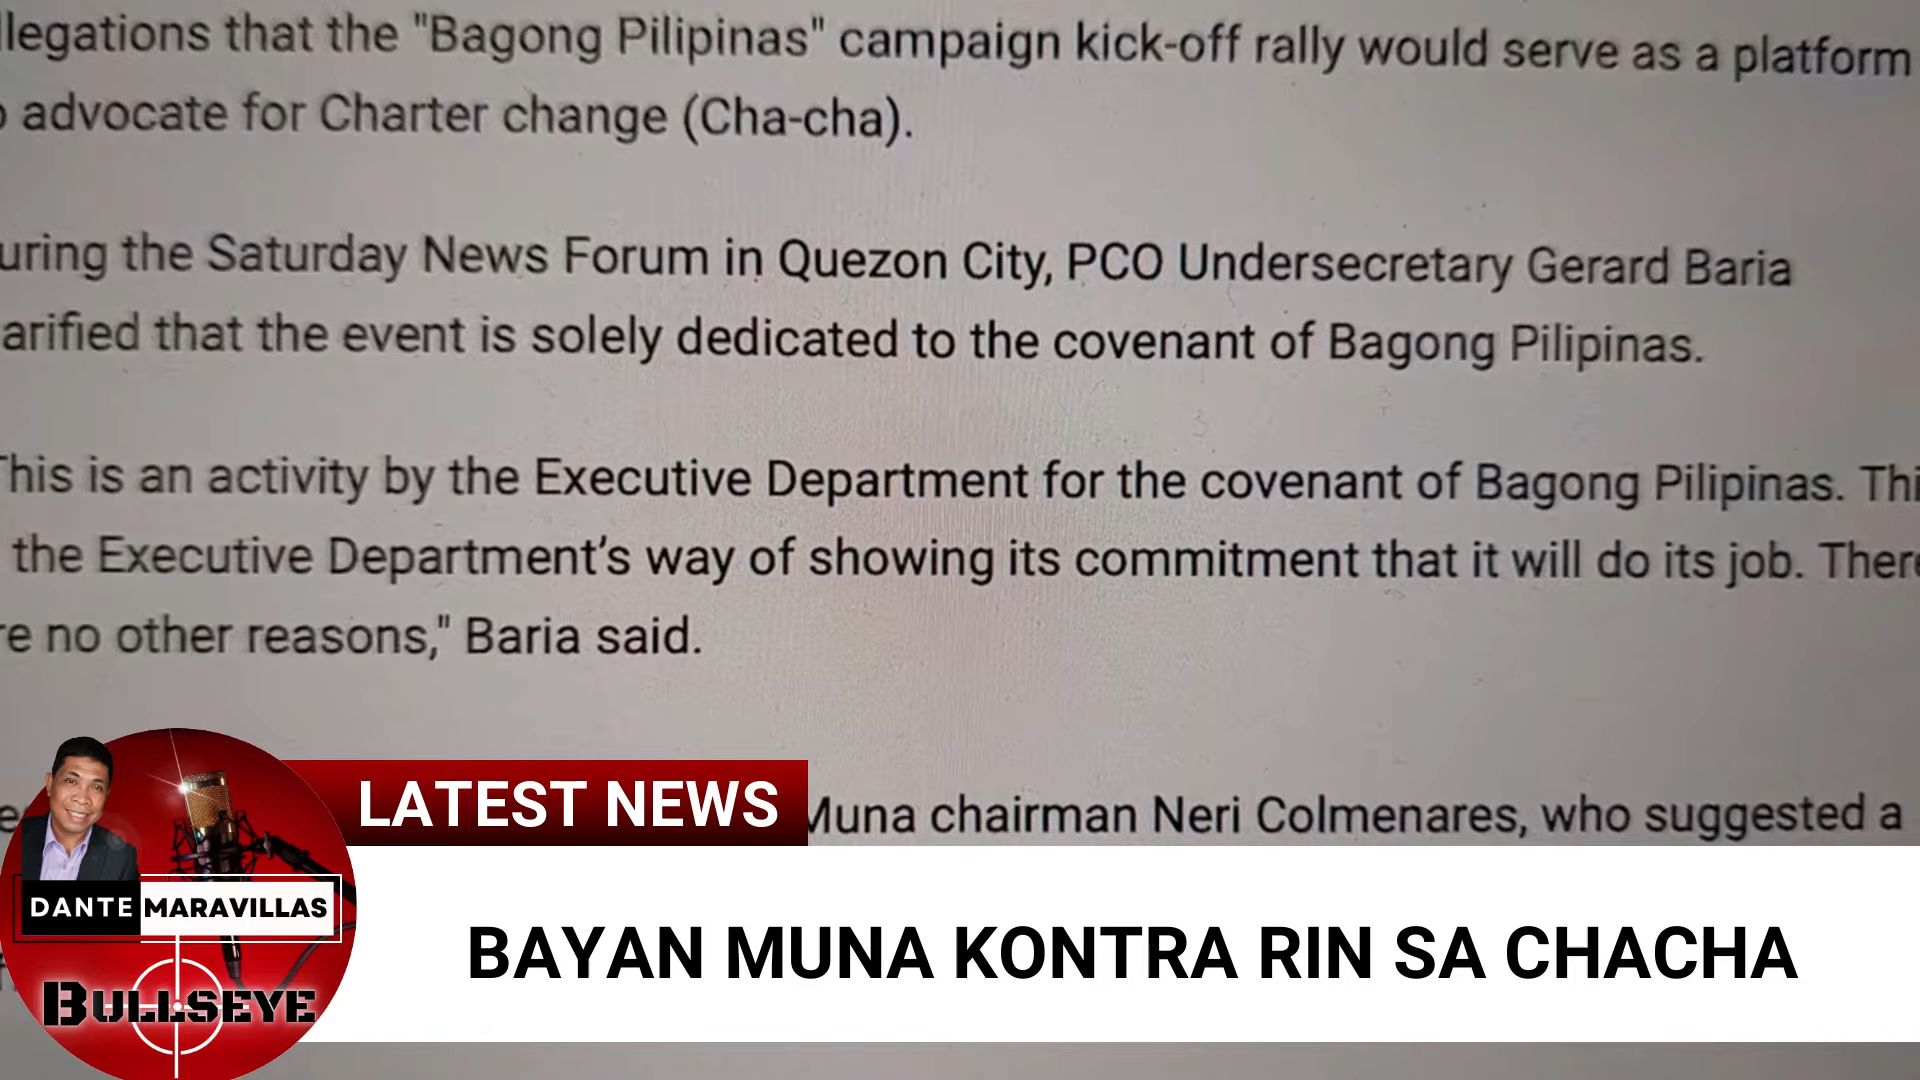 llegations that the "Bagong Pilipinas" campaign kick-off rally would serve as a platform
o advocate for Charter change (Cha-cha).
uring the Saturday News Forum in Quezon City, PCO Undersecretary Gerard Baria
arified that the event is solely dedicated to the covenant of Bagong Pilipinas.
This is an activity by the Executive Department for the covenant of Bagong Pilipinas. Thi
the Executive Department's way of showing its commitment that it will do its job. There
re no other reasons," Baria said.
Muna chairman Neri Colmenares, who suggested a
LATEST NEWS
BAYAN MUNA KONTRA RIN SA CHACHA
DANTE MARAVILLAS
BULLSEYE